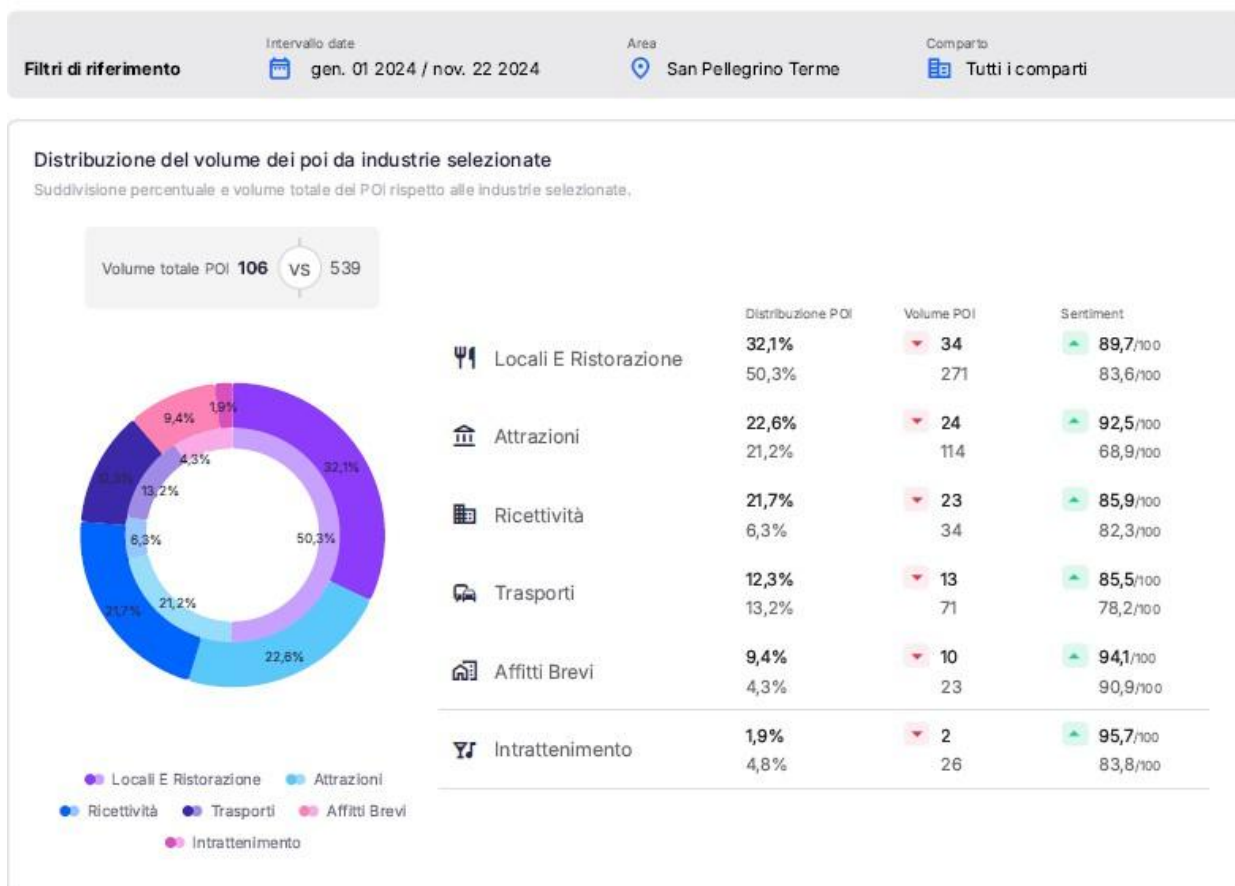 Filtri di riferimento
Intervallo date
gen. 01 2024 / nov. 22 2024
Area
San Pellegrino Terme
Comparto
Tutti i comparti
Distribuzione del volume dei poi da industrie selezionate
Suddivisione percentuale e volume totale dei POI rispetto alle industrie selezionate.
Volume totale POI 106 VS 539
Distribuzione POI Volume POI Sentiment
Locali E Ristorazione
32,1% 34 89,7/100
50,3% 271 83,6/100
Attrazioni
22,6% 24 92,5/100
21,2% 114 68,9/100
Ricettività
21,7% 23 85,9/100
6,3% 34 82,3/100
Trasporti
12,3% 13 85,5/100
13,2% 71 78,2/100
Affitti Brevi
9,4% 10 94,1/100
4,3% 23 90,9/100
Intrattenimento
1,9% 2 95,7/100
4,8% 26 83,8/100
1,9%
9,4%
4,3%
32,1%
12,3%
13,2%
6,3%
50,3%
21,7%
21,2%
22,6%
Locali E Ristorazione Attrazioni
Ricettività Trasporti Affitti Brevi
Intrattenimento